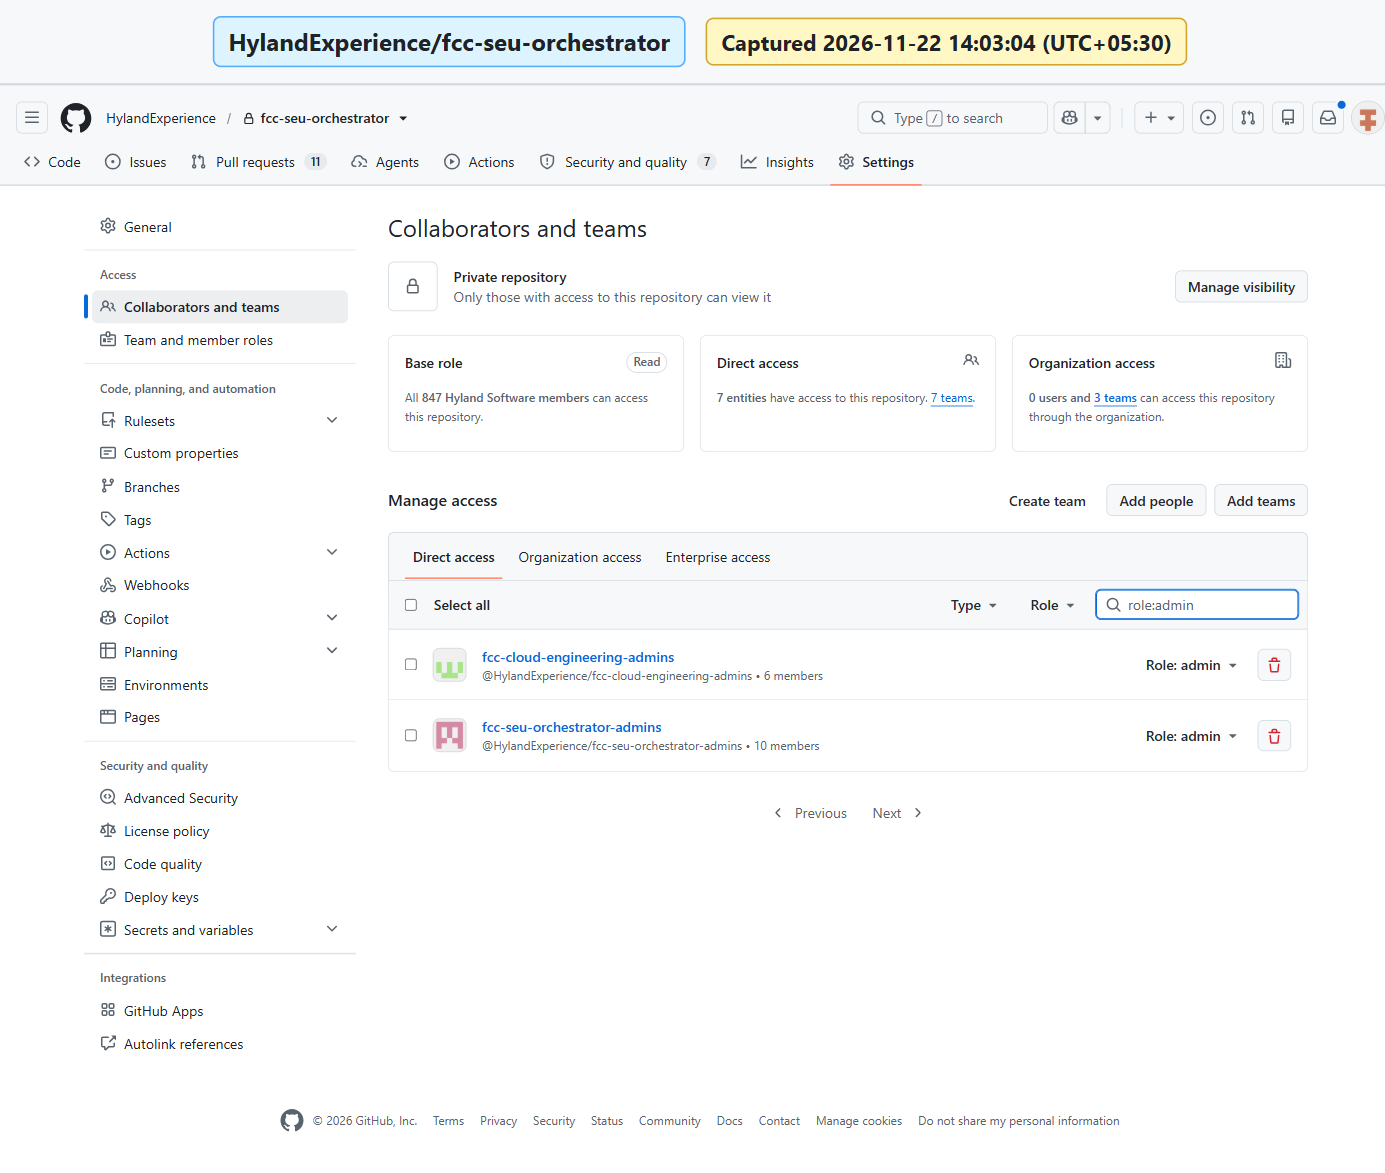 HylandExperience/fcc-seu-orchestrator
Captured 2026-11-22 14:03:04 (UTC+05:30)
HylandExperience / fcc-seu-orchestrator
Type / to search
Code
Issues
Pull requests 11
Agents
Actions
Security and quality 7
Insights
Settings
General
Access
Collaborators and teams
Team and member roles
Code, planning, and automation
Rulesets
Custom properties
Branches
Tags
Actions
Webhooks
Copilot
Planning
Environments
Pages
Security and quality
Advanced Security
License policy
Code quality
Deploy keys
Secrets and variables
Integrations
GitHub Apps
Autolink references
Collaborators and teams
Private repository
Only those with access to this repository can view it
Manage visibility
Base role
Read
All 847 Hyland Software members can access
this repository.
Direct access
7 entities have access to this repository. 7 teams.
Organization access
0 users and 3 teams can access this repository
through the organization.
Manage access
Create team
Add people
Add teams
Direct access
Organization access
Enterprise access
Select all
Type
Role
role:admin
fcc-cloud-engineering-admins
@HylandExperience/fcc-cloud-engineering-admins • 6 members
Role: admin
fcc-seu-orchestrator-admins
@HylandExperience/fcc-seu-orchestrator-admins • 10 members
Role: admin
Previous
Next
© 2026 GitHub, Inc.
Terms
Privacy
Security
Status
Community
Docs
Contact
Manage cookies
Do not share my personal information